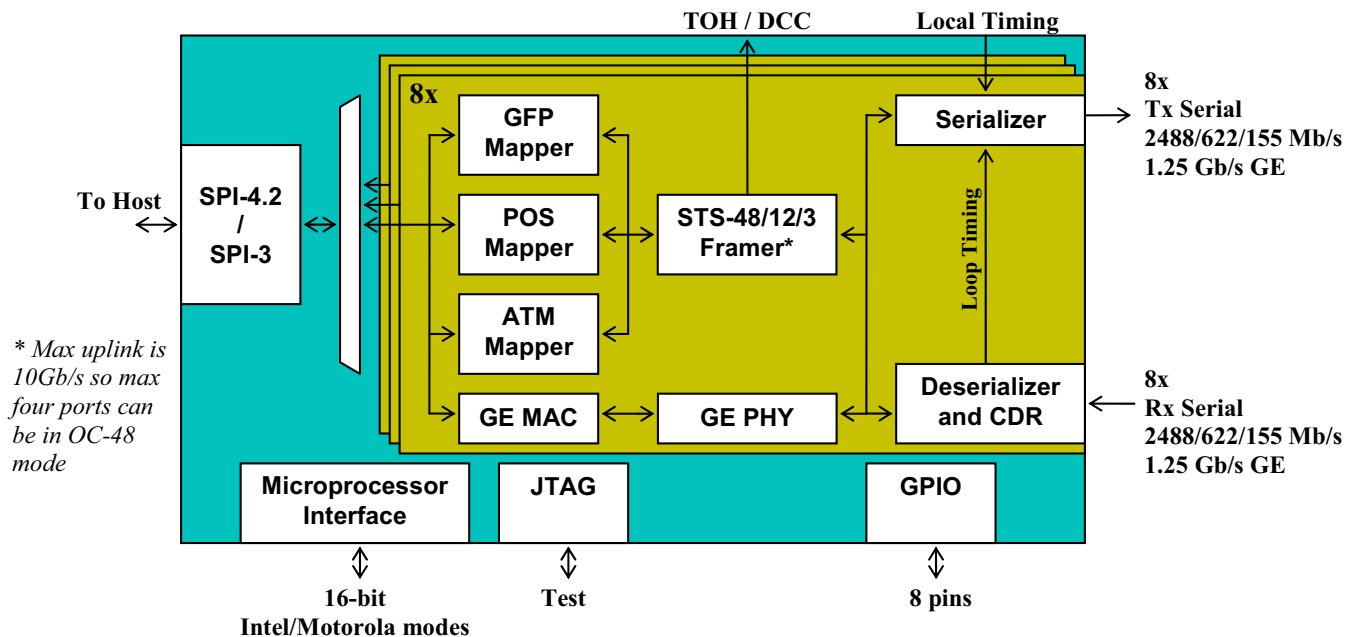 TOH / DCC
Local Timing
8x
GFP
Mapper
Serializer
8x
Tx Serial
2488/622/155 Mb/s
1.25 Gb/s GE
To Host
SPI-4.2
/
SPI-3
POS
Mapper
STS-48/12/3
Framer*
Loop Timing
ATM
Mapper
* Max uplink is
10Gb/s so max
four ports can
be in OC-48
mode
GE MAC
GE PHY
Deserializer
and CDR
8x
Rx Serial
2488/622/155 Mb/s
1.25 Gb/s GE
Microprocessor
Interface
JTAG
GPIO
16-bit
Intel/Motorola modes
Test
8 pins